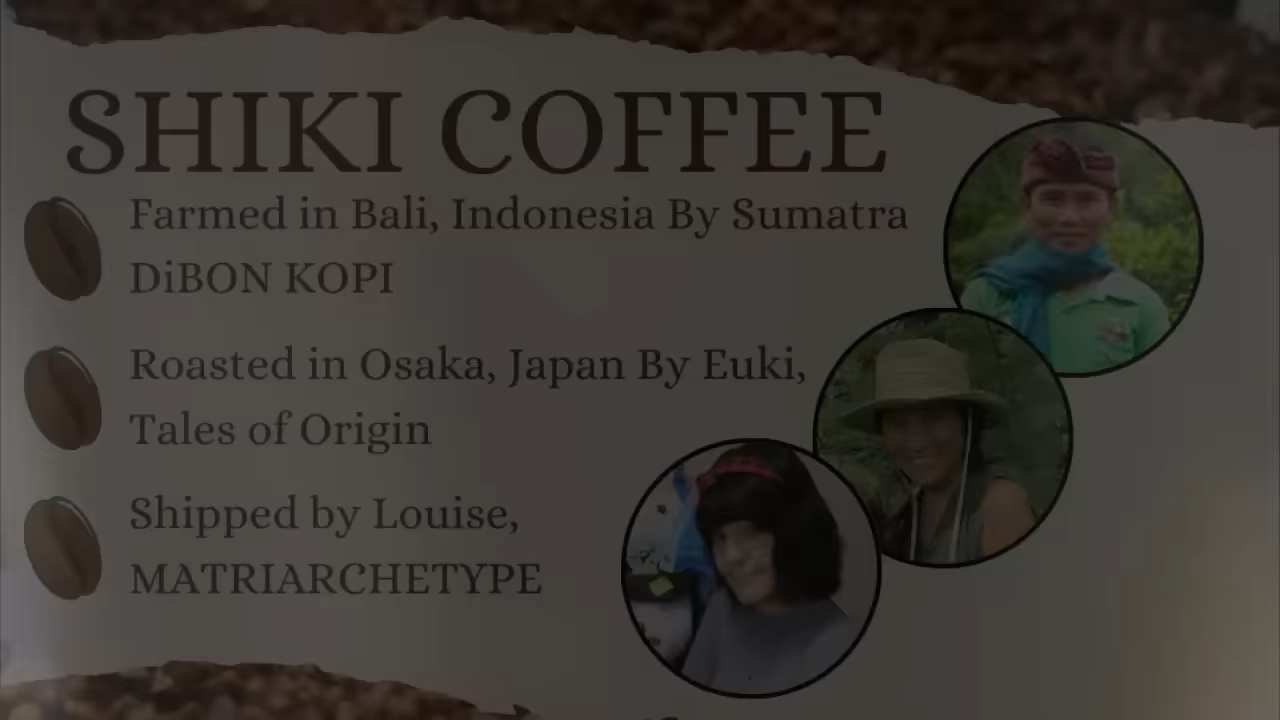 SHIKI COFFEE
Farmed in Bali, Indonesia By Sumatra
DiBON KOPI
Roasted in Osaka, Japan By Euki,
Tales of Origin
Shipped by Louise,
MATRIARCHETYPE